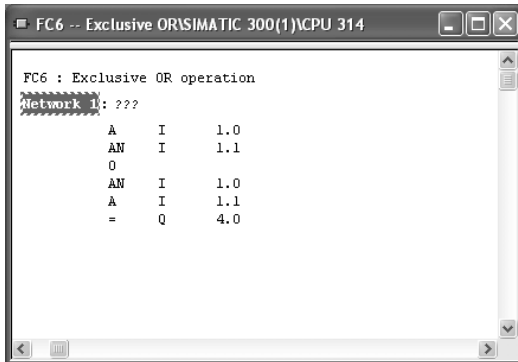 FC6 -- Exclusive OR\SIMATIC 300(1)\CPU 314
FC6 : Exclusive OR operation
Network 1: ???
A I 1.0
AN I 1.1
O
AN I 1.0
A I 1.1
= Q 4.0